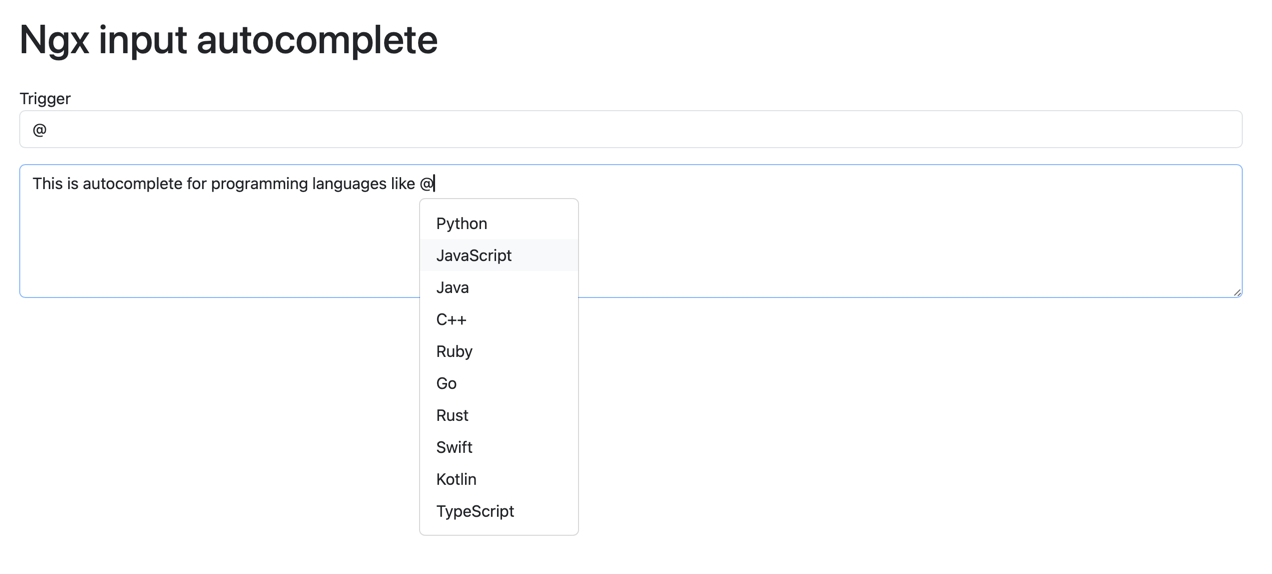 Ngx input autocomplete
Trigger
@
This is autocomplete for programming languages like @
Python
JavaScript
Java
C++
Ruby
Go
Rust
Swift
Kotlin
TypeScript